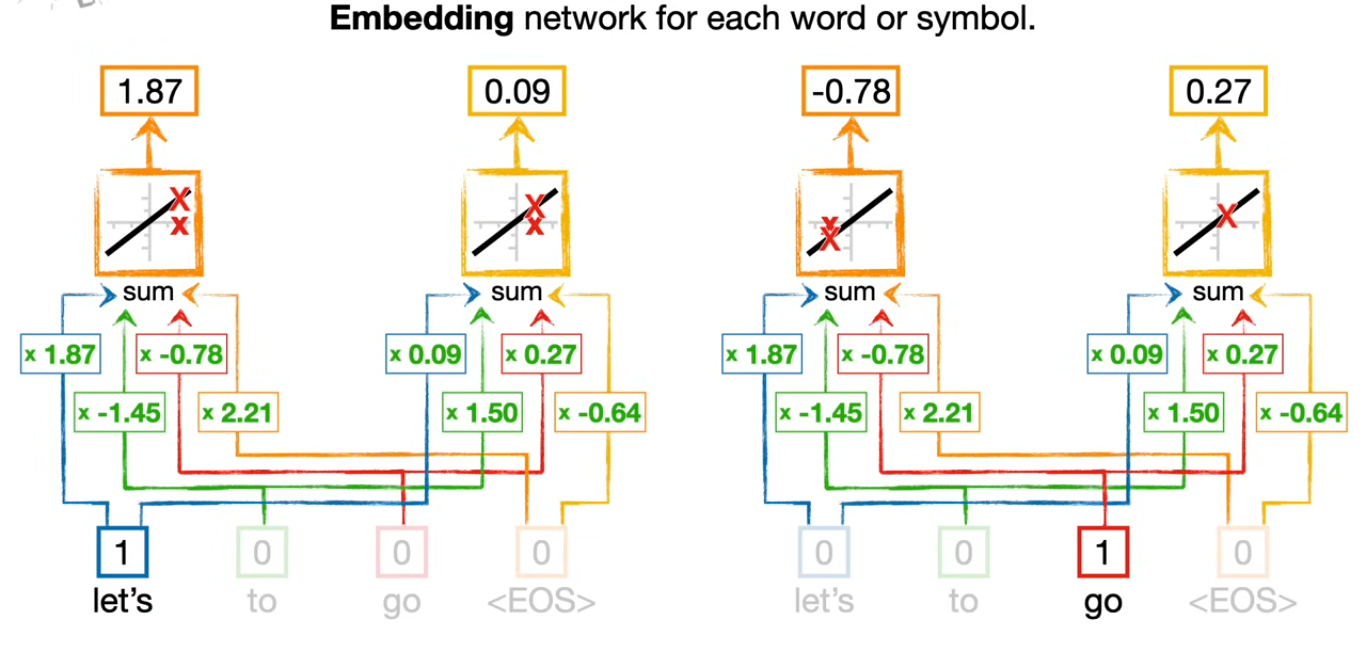 Embedding network for each word or symbol.
1.87 0.09 -0.78 0.27
sum sum sum sum
x 1.87 x -0.78 x 0.09 x 0.27 x 1.87 x -0.78 x 0.09 x 0.27
x -1.45 x 2.21 x 1.50 x -0.64 x -1.45 x 2.21 x 1.50 x -0.64
1 0 0 0 0 0 1 0
let’s to go <EOS> let’s to go <EOS>